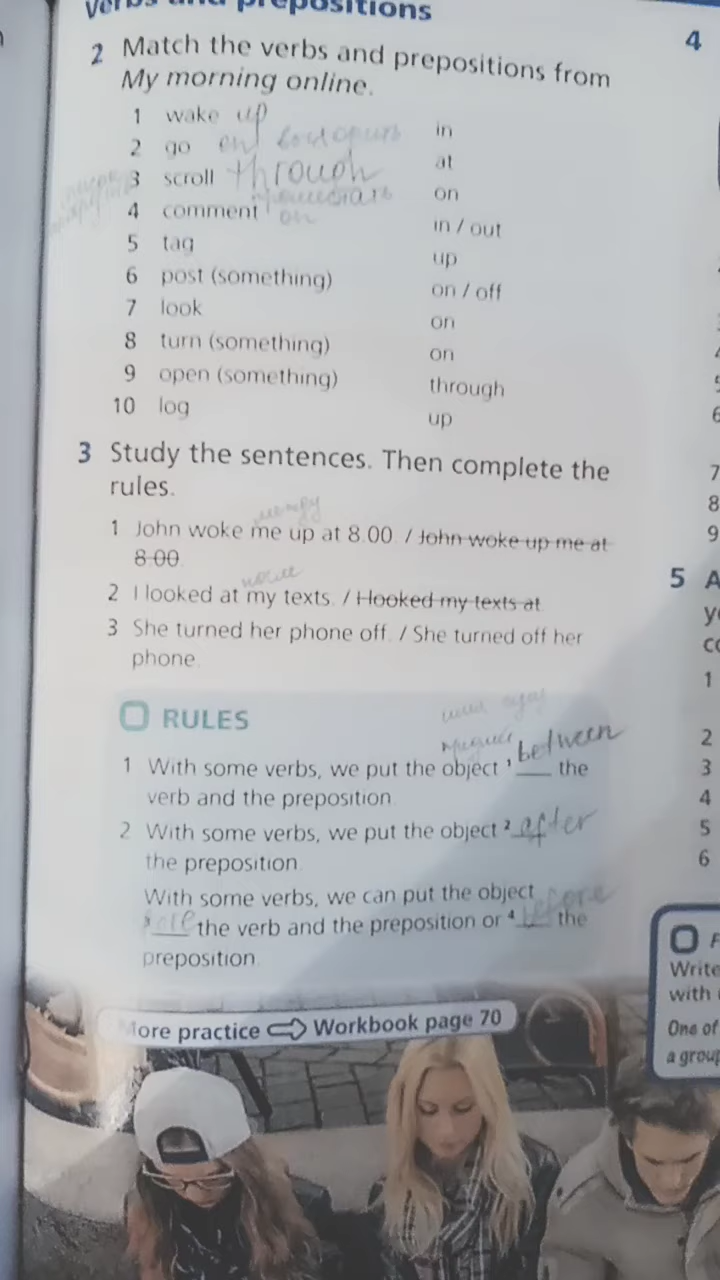 verbs and prepositions
2 Match the verbs and prepositions from
My morning online.
1 wake up
2 go on
3 scroll through
4 comment on
5 tag
6 post (something)
7 look
8 turn (something)
9 open (something)
10 log
in
at
on
in / out
up
on / off
on
on
through
up
3 Study the sentences. Then complete the
rules.
1 John woke me up at 8.00. / John woke up me at
8.00.
2 I looked at my texts. / I looked my texts at.
3 She turned her phone off. / She turned off her
phone.
RULES
1 With some verbs, we put the object ¹ between the
verb and the preposition.
2 With some verbs, we put the object ² after
the preposition.
With some verbs, we can put the object
³ the verb and the preposition or ⁴ the
preposition.
More practice Workbook page 70
4
7
8
9
5 A
1
2
3
4
5
6
Write
with
One of
a group